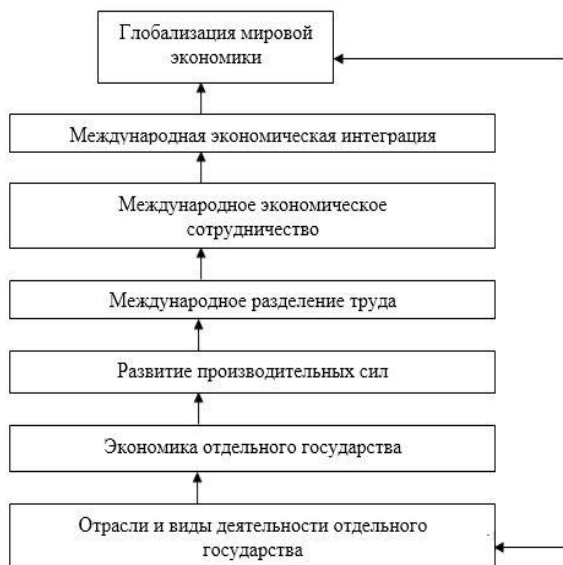 Глобализация мировой
экономики
Международная экономическая интеграция
Международное экономическое
сотрудничество
Международное разделение труда
Развитие производительных сил
Экономика отдельного государства
Отрасли и виды деятельности отдельного
государства